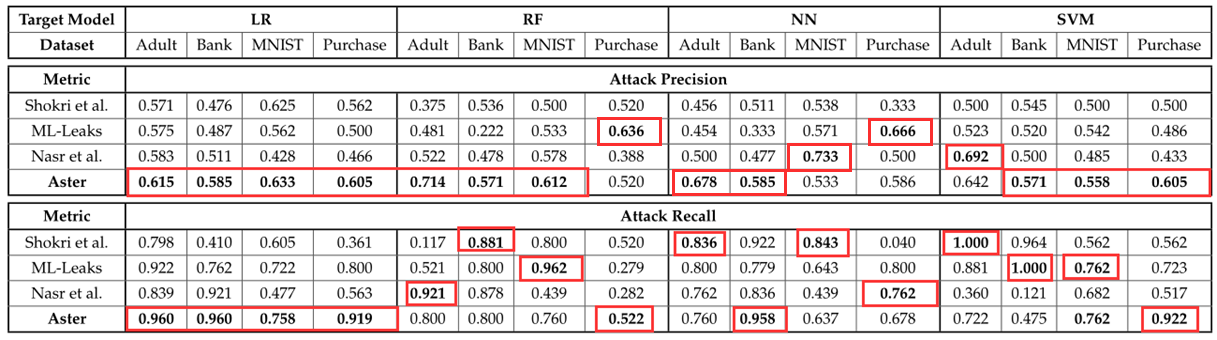 Target Model LR RF NN SVM
Dataset Adult Bank MNIST Purchase Adult Bank MNIST Purchase Adult Bank MNIST Purchase Adult Bank MNIST Purchase
Metric Attack Precision
Shokri et al. 0.571 0.476 0.625 0.562 0.375 0.536 0.500 0.520 0.456 0.511 0.538 0.333 0.500 0.545 0.500 0.500
ML-Leaks 0.575 0.487 0.562 0.500 0.481 0.222 0.533 0.636 0.454 0.333 0.571 0.666 0.523 0.520 0.542 0.486
Nasr et al. 0.583 0.511 0.428 0.466 0.522 0.478 0.578 0.388 0.500 0.477 0.733 0.500 0.692 0.500 0.485 0.433
Aster 0.615 0.585 0.633 0.605 0.714 0.571 0.612 0.520 0.678 0.585 0.533 0.586 0.642 0.571 0.558 0.605
Metric Attack Recall
Shokri et al. 0.798 0.410 0.605 0.361 0.117 0.881 0.800 0.520 0.836 0.922 0.843 0.040 1.000 0.964 0.562 0.562
ML-Leaks 0.922 0.762 0.722 0.800 0.521 0.800 0.962 0.279 0.800 0.779 0.643 0.800 0.881 1.000 0.762 0.723
Nasr et al. 0.839 0.921 0.477 0.563 0.921 0.878 0.439 0.282 0.762 0.836 0.439 0.762 0.360 0.121 0.682 0.517
Aster 0.960 0.960 0.758 0.919 0.800 0.800 0.760 0.522 0.760 0.958 0.637 0.678 0.722 0.475 0.762 0.922